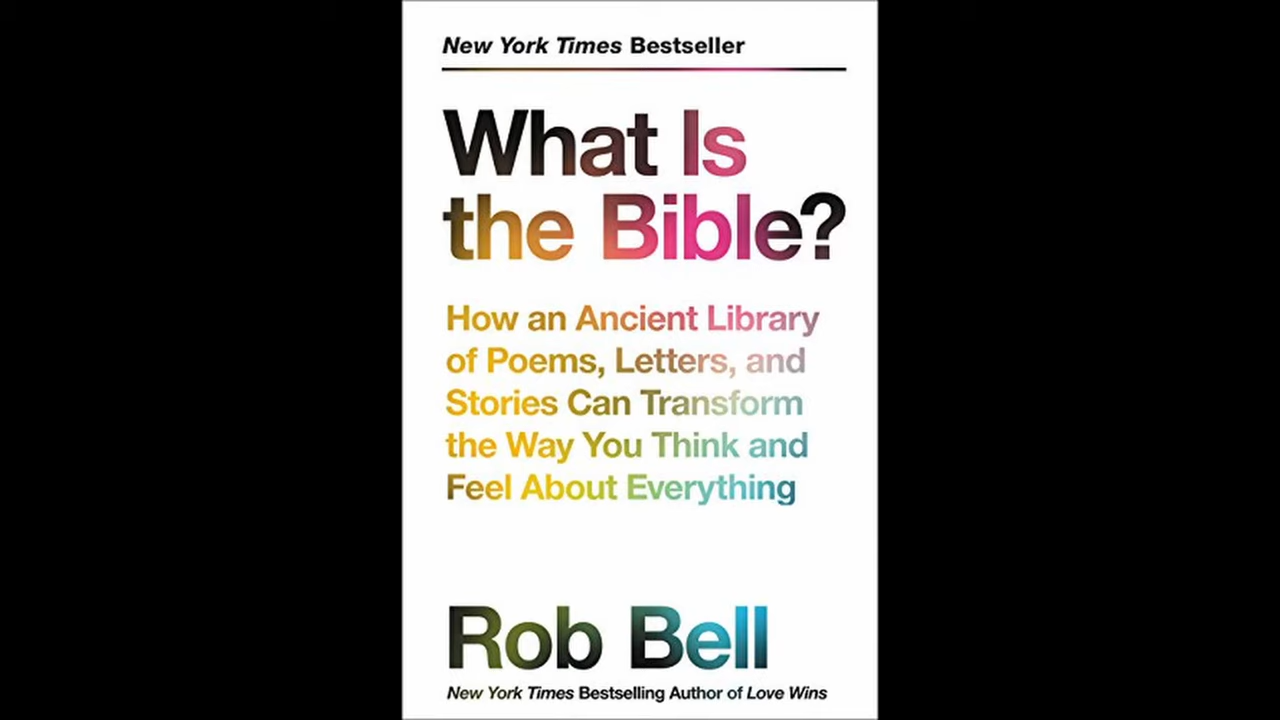 New York Times Bestseller
What Is
the Bible?
How an Ancient Library
of Poems, Letters, and
Stories Can Transform
the Way You Think and
Feel About Everything
Rob Bell
New York Times Bestselling Author of Love Wins